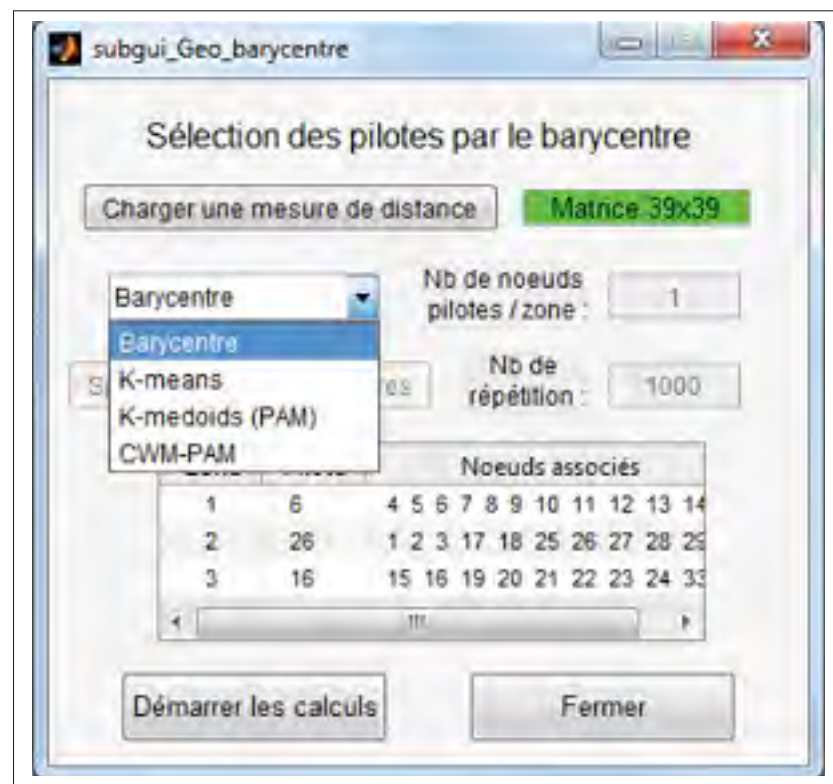 subgui_Geo_barycentre
Sélection des pilotes par le barycentre
Charger une mesure de distance
Matrice 39x39
Barycentre
Nb de noeuds
pilotes / zone :
1
Barycentre
K-means
K-medoids (PAM)
CWM-PAM
Nb de
répétition :
1000
Noeuds associés
1 6 4 5 6 7 8 9 10 11 12 13 14
2 26 1 2 3 17 18 25 26 27 28 29
3 16 15 16 19 20 21 22 23 24 33
Démarrer les calculs
Fermer